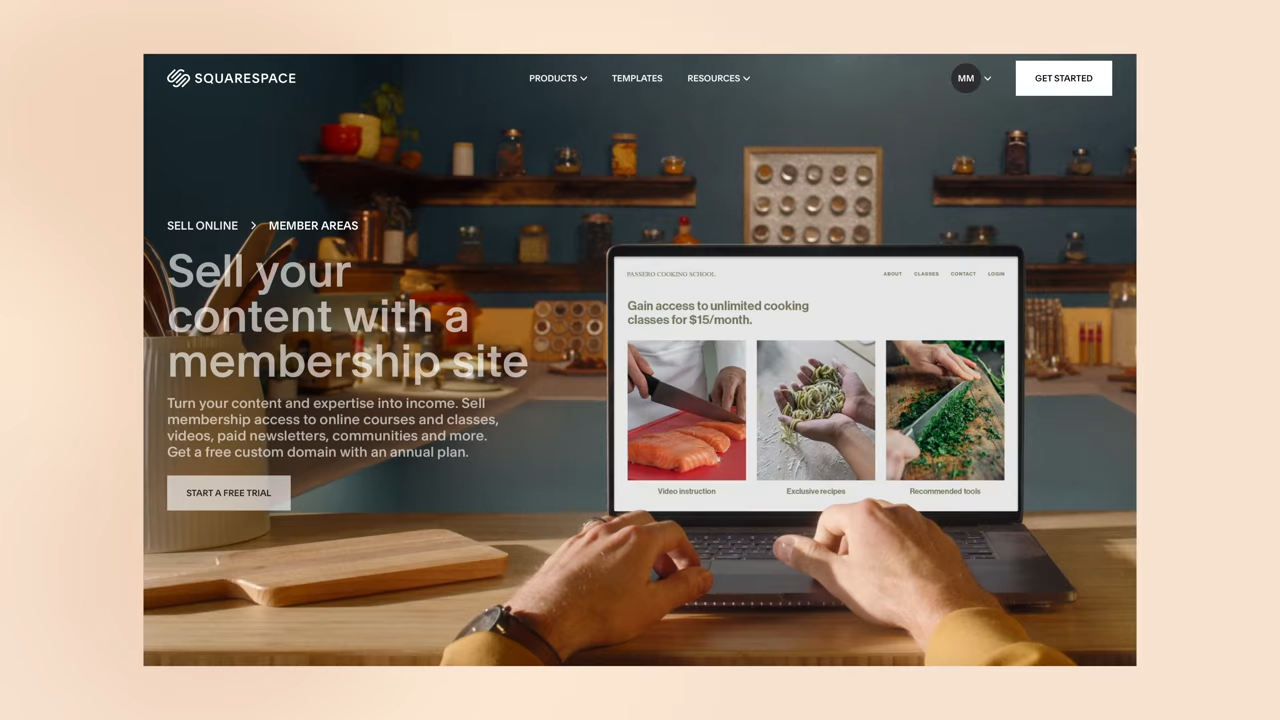 SQUARESPACE
PRODUCTS
TEMPLATES
RESOURCES
MM
GET STARTED
SELL ONLINE > MEMBER AREAS
Sell your
content with a
membership site
Turn your content and expertise into income. Sell
membership access to online courses and classes,
videos, paid newsletters, communities and more.
Get a free custom domain with an annual plan.
START A FREE TRIAL
PASSERO COOKING SCHOOL
ABOUT
CLASSES
CONTACT
LOGIN
Gain access to unlimited cooking
classes for $15/month.
Video instruction
Exclusive recipes
Recommended tools